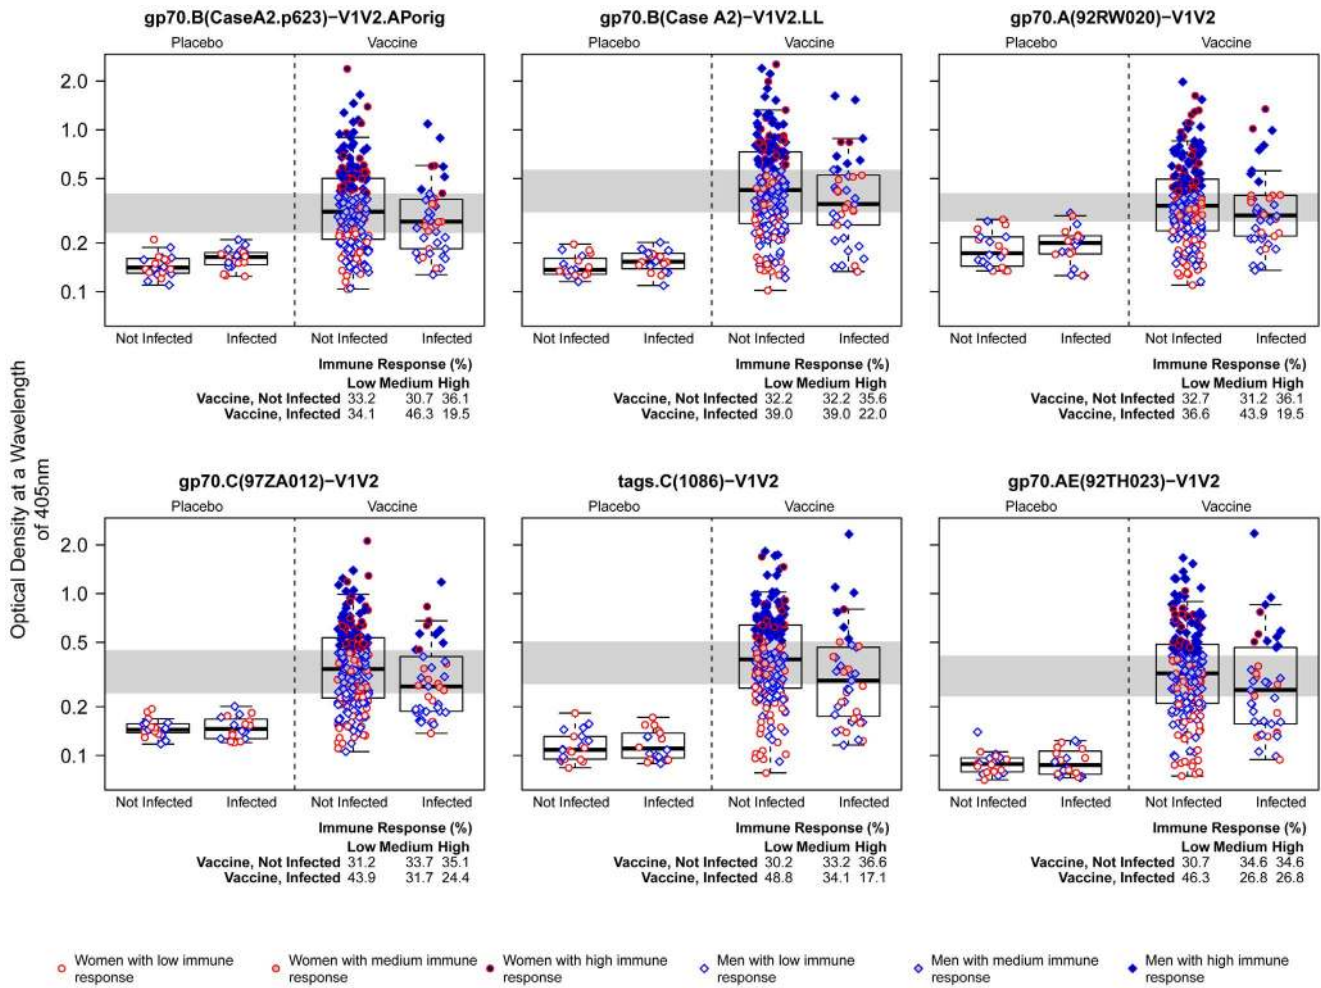 gp70.B(CaseA2.p623)−V1V2.APorig
gp70.B(Case A2)−V1V2.LL
gp70.A(92RW020)−V1V2
Placebo Vaccine
Placebo Vaccine
Placebo Vaccine
2.0
1.0
0.5
0.2
0.1
Not Infected Infected Not Infected Infected
Not Infected Infected Not Infected Infected
Not Infected Infected Not Infected Infected
Immune Response (%)
Low Medium High
Vaccine, Not Infected 33.2 30.7 36.1
Vaccine, Infected 34.1 46.3 19.5
Immune Response (%)
Low Medium High
Vaccine, Not Infected 32.2 32.2 35.6
Vaccine, Infected 39.0 39.0 22.0
Immune Response (%)
Low Medium High
Vaccine, Not Infected 32.7 31.2 36.1
Vaccine, Infected 36.6 43.9 19.5
Optical Density at a Wavelength
of 405nm
gp70.C(97ZA012)−V1V2
tags.C(1086)−V1V2
gp70.AE(92TH023)−V1V2
Placebo Vaccine
Placebo Vaccine
Placebo Vaccine
2.0
1.0
0.5
0.2
0.1
Not Infected Infected Not Infected Infected
Not Infected Infected Not Infected Infected
Not Infected Infected Not Infected Infected
Immune Response (%)
Low Medium High
Vaccine, Not Infected 31.2 33.7 35.1
Vaccine, Infected 43.9 31.7 24.4
Immune Response (%)
Low Medium High
Vaccine, Not Infected 30.2 33.2 36.6
Vaccine, Infected 48.8 34.1 17.1
Immune Response (%)
Low Medium High
Vaccine, Not Infected 30.7 34.6 34.6
Vaccine, Infected 46.3 26.8 26.8
Women with low immune
response
Women with medium immune
response
Women with high immune
response
Men with low immune
response
Men with medium immune
response
Men with high immune
response